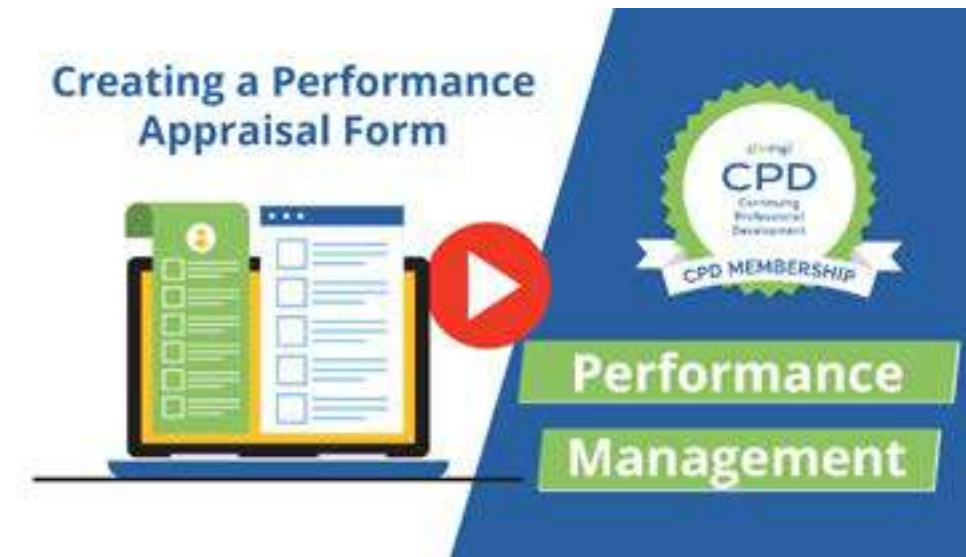 Creating a Performance
Appraisal Form
CPD
Continuing
Professional
Development
CPD MEMBERSHIP
Performance
Management